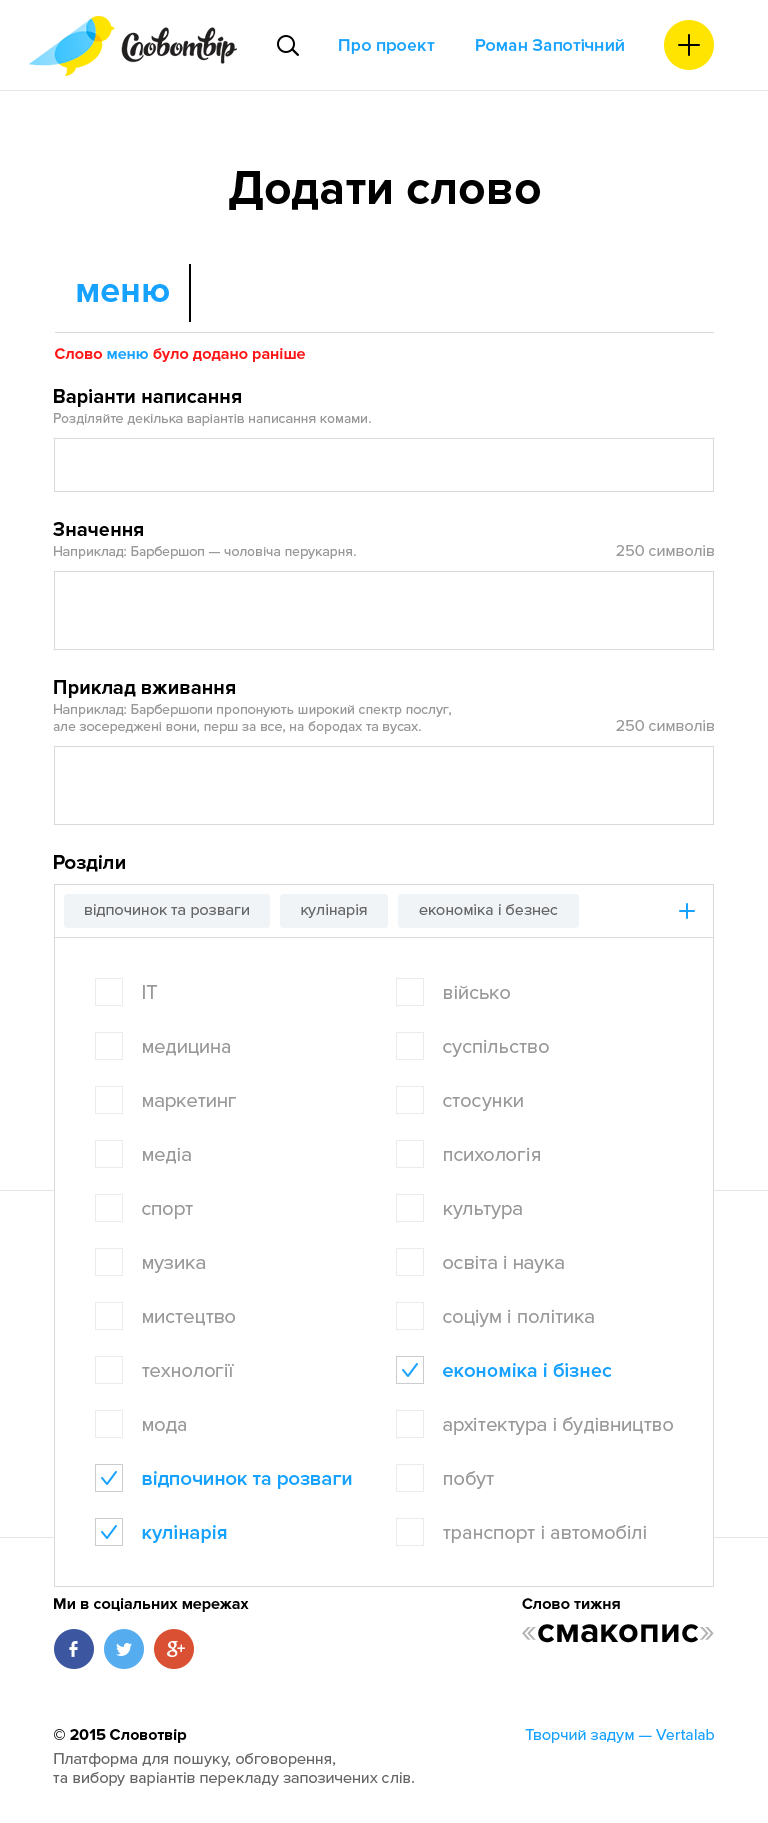 Словотвір
Про проект
Роман Запотічний
Додати слово
меню
Слово меню було додано раніше
Варіанти написання
Розділяйте декілька варіантів написання комами.
Значення
Наприклад: Барбершоп — чоловіча перукарня.
250 символів
Приклад вживання
Наприклад: Барбершопи пропонують широкий спектр послуг,
але зосереджені вони, перш за все, на бородах та вусах.
250 символів
Розділи
відпочинок та розваги
кулінарія
економіка і безнес
ІТ
військо
медицина
суспільство
маркетинг
стосунки
медіа
психологія
спорт
культура
музика
освіта і наука
мистецтво
соціум і політика
технології
економіка і бізнес
мода
архітектура і будівництво
відпочинок та розваги
побут
кулінарія
транспорт і автомобілі
Ми в соціальних мережах
Слово тижня
«смакопис»
© 2015 Словотвір
Творчий задум — Vertalab
Платформа для пошуку, обговорення,
та вибору варіантів перекладу запозичених слів.